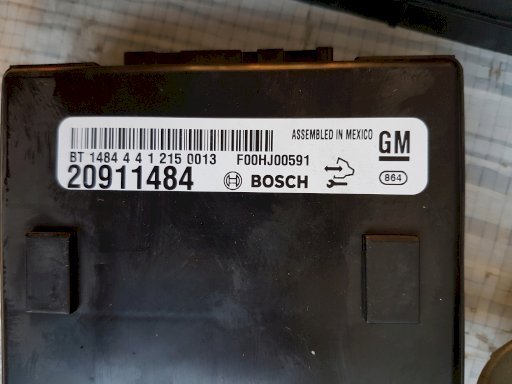 ASSEMBLED IN MEXICO
GM
BT 1484 4 4 1 215 0013 F00HJ00591
20911484 BOSCH
864